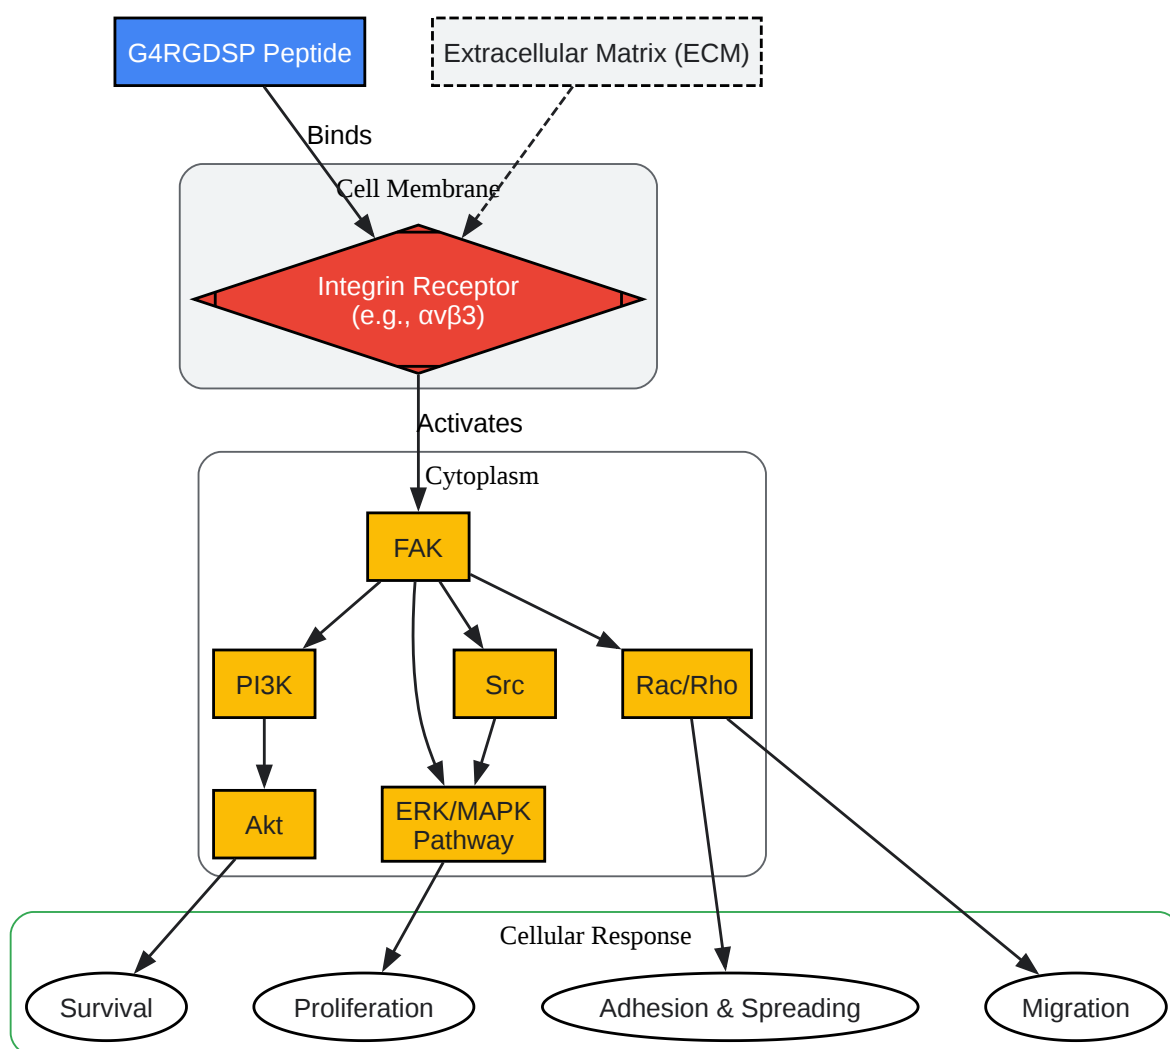 G4RGDSP Peptide
Extracellular Matrix (ECM)
Binds
Cell Membrane
Integrin Receptor
(e.g., αvβ3)
Activates
Cytoplasm
FAK
PI3K
Src
Rac/Rho
Akt
ERK/MAPK
Pathway
Cellular Response
Survival
Proliferation
Adhesion & Spreading
Migration